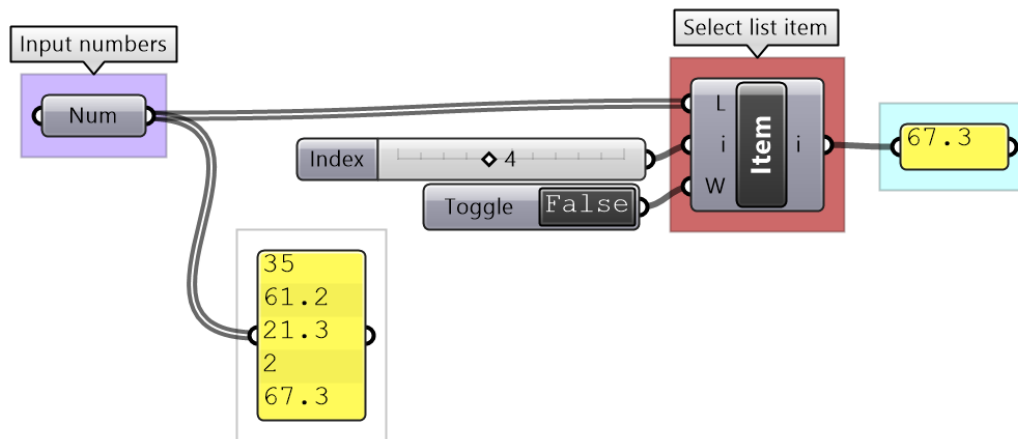 Input numbers
Num
Select list item
L
i
W
Item
i
Index
4
Toggle
False
67.3
35
61.2
21.3
2
67.3